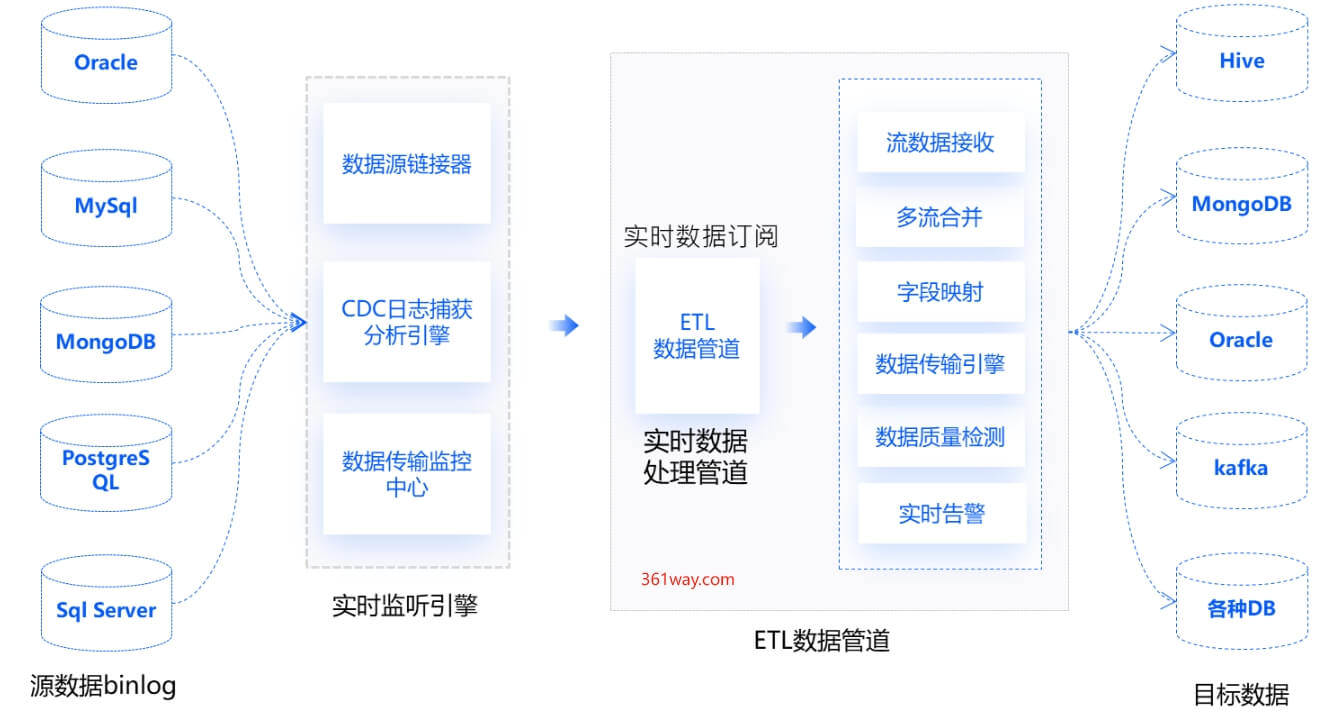 Oracle
MySql
MongoDB
PostgreS
QL
Sql Server
源数据binlog
数据源链接器
CDC日志捕获
分析引擎
数据传输监控
中心
实时监听引擎
实时数据订阅
ETL
数据管道
实时数据
处理管道
361way.com
流数据接收
多流合并
字段映射
数据传输引擎
数据质量检测
实时告警
ETL数据管道
Hive
MongoDB
Oracle
kafka
各种DB
目标数据